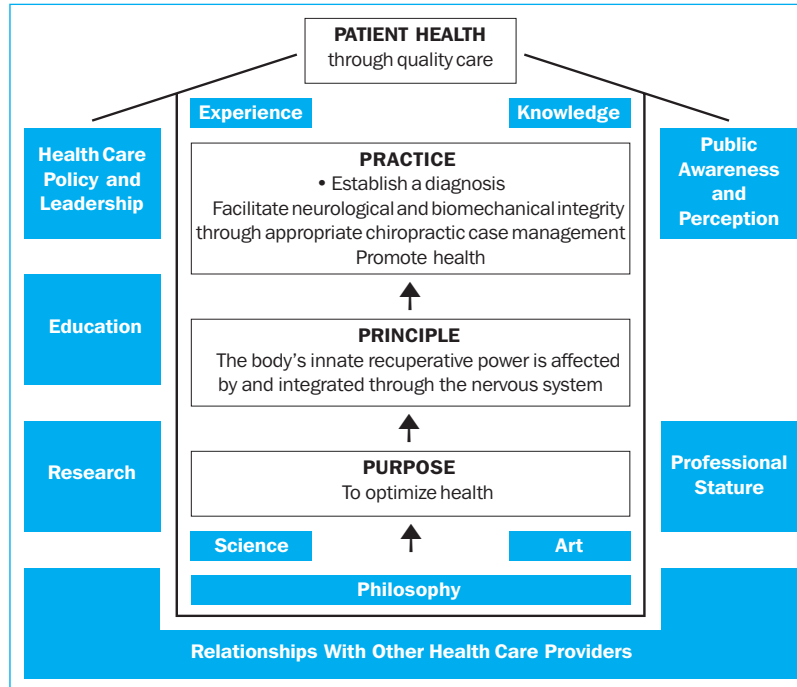 PATIENT HEALTH
through quality care
Experience
Knowledge
Health Care
Policy and
Leadership
Public
Awareness
and
Perception
PRACTICE
• Establish a diagnosis
Facilitate neurological and biomechanical integrity
through appropriate chiropractic case management
Promote health
Education
PRINCIPLE
The body’s innate recuperative power is affected
by and integrated through the nervous system
Research
PURPOSE
To optimize health
Professional
Stature
Science
Art
Philosophy
Relationships With Other Health Care Providers